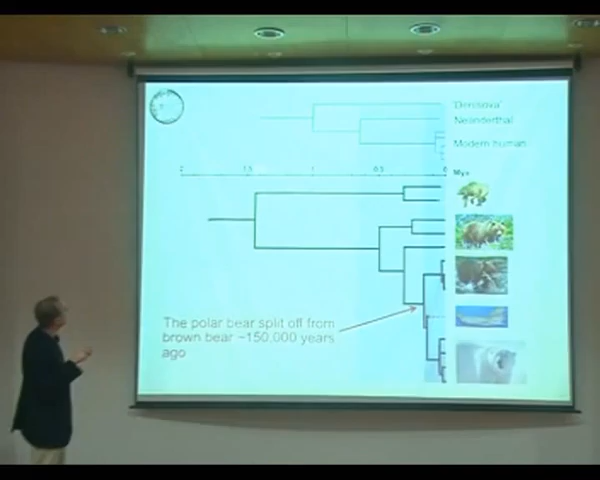 'Denisova'
Neanderthal
Modern human
2 1.5 1 0.5 0
Mya
The polar bear split off from
brown bear ~150.000 years
ago